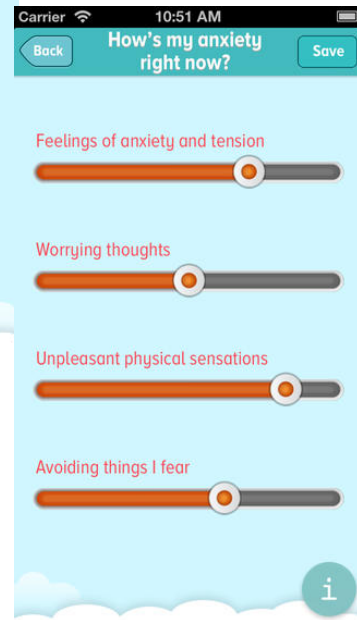 Carrier 10:51 AM
Back
How's my anxiety
right now?
Save
Feelings of anxiety and tension
Worrying thoughts
Unpleasant physical sensations
Avoiding things I fear
i